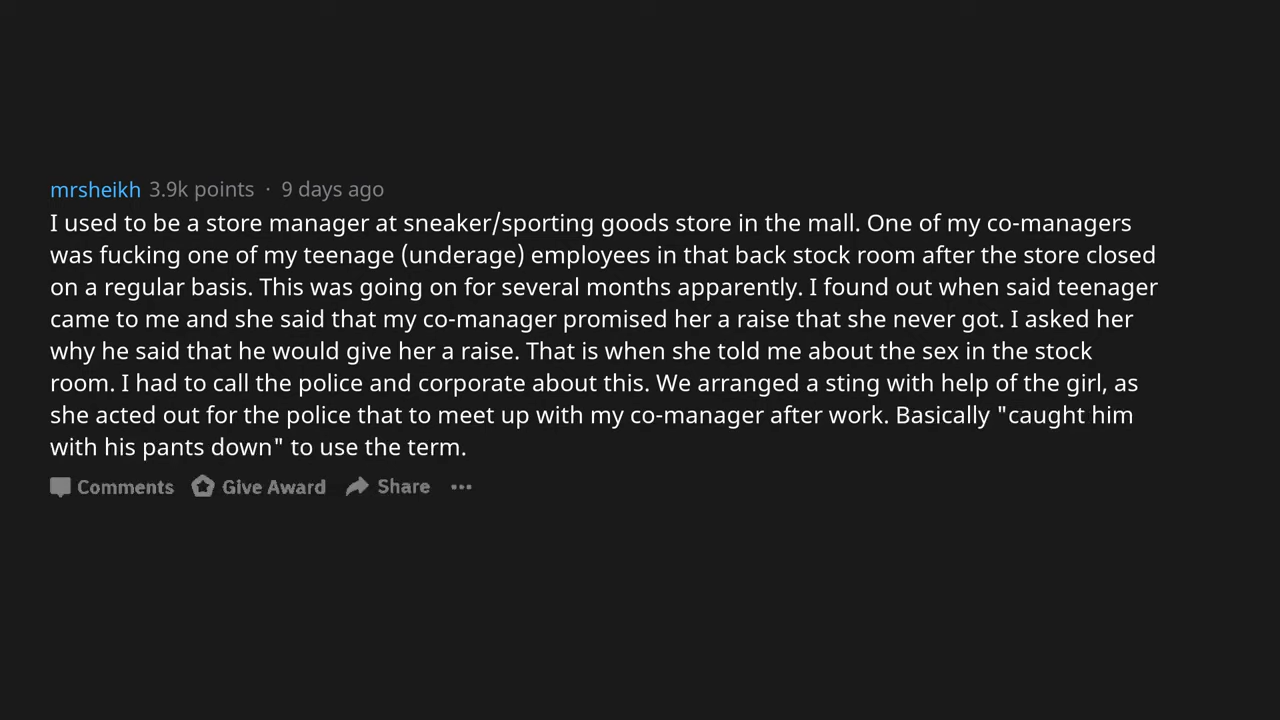 mrsheikh 3.9k points · 9 days ago
I used to be a store manager at sneaker/sporting goods store in the mall. One of my co-managers
was fucking one of my teenage (underage) employees in that back stock room after the store closed
on a regular basis. This was going on for several months apparently. I found out when said teenager
came to me and she said that my co-manager promised her a raise that she never got. I asked her
why he said that he would give her a raise. That is when she told me about the sex in the stock
room. I had to call the police and corporate about this. We arranged a sting with help of the girl, as
she acted out for the police that to meet up with my co-manager after work. Basically "caught him
with his pants down" to use the term.
Comments Give Award Share ···